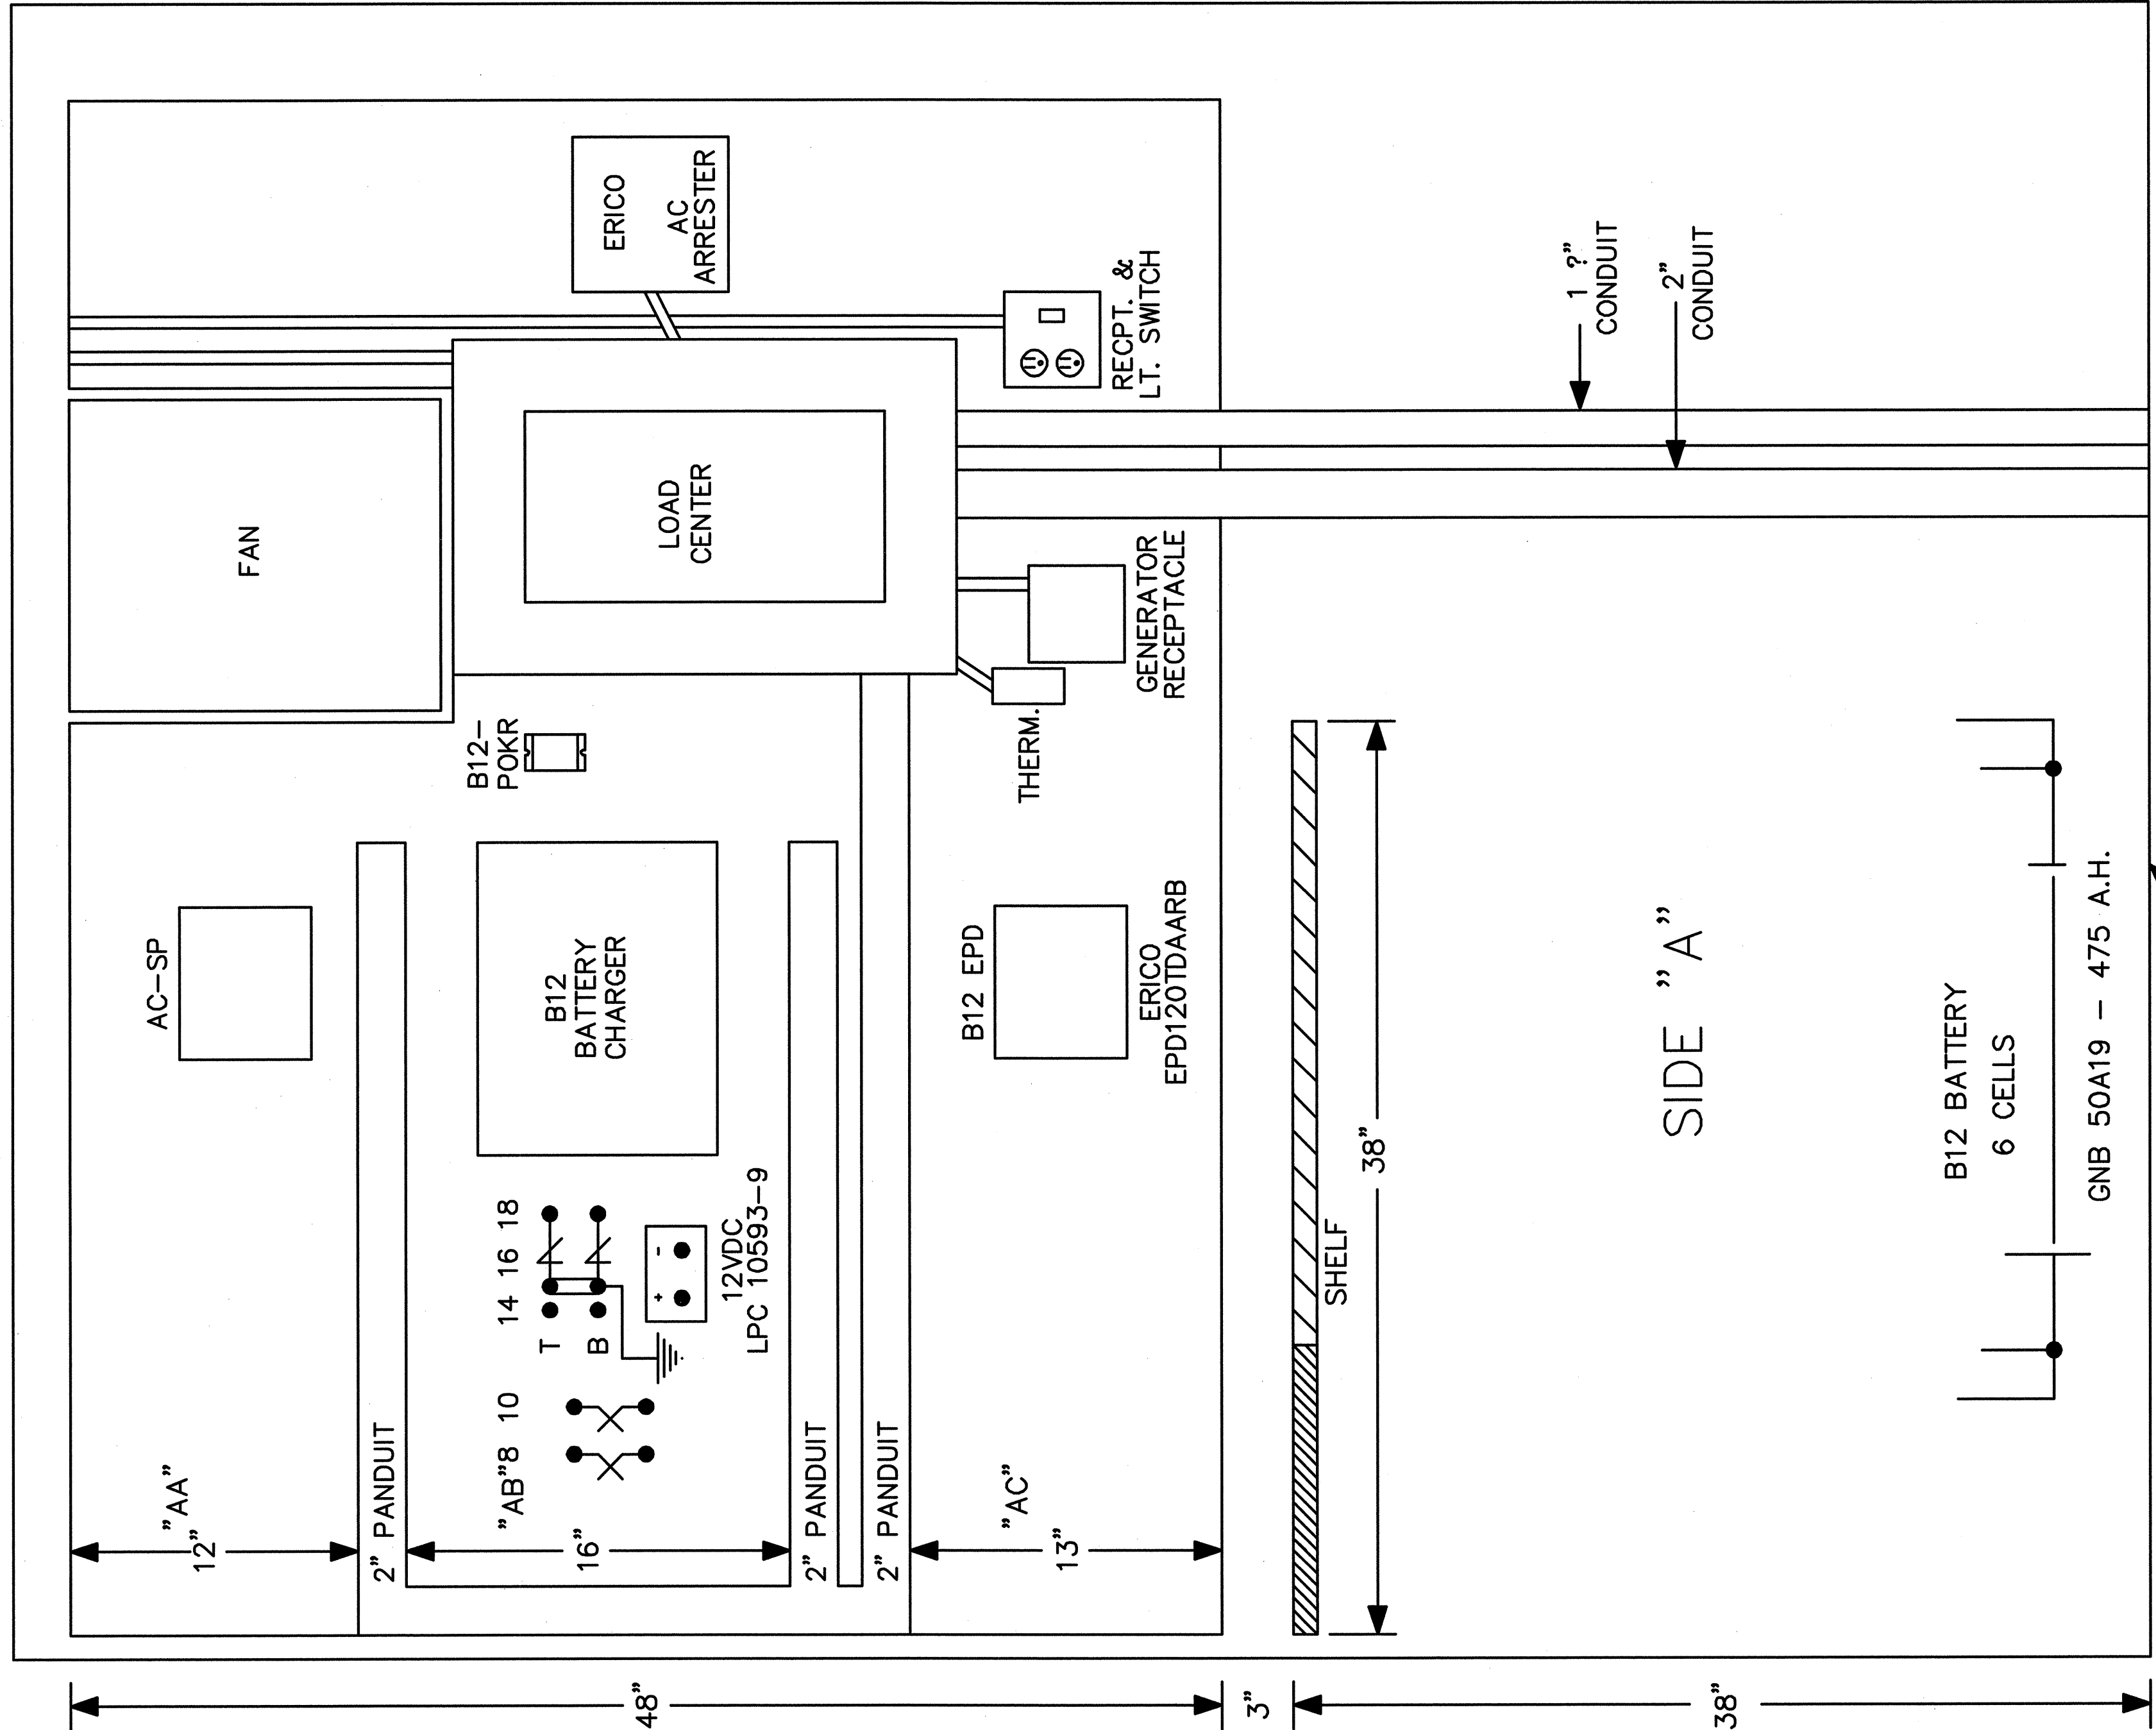 FAN
ERICO
AC
ARRESTER
LOAD
CENTER
RECPT. &
LT. SWITCH
1 ?"
CONDUIT
2"
CONDUIT
GENERATOR
RECEPTACLE
THERM.
B12-
POKR
AC-SP
B12
BATTERY
CHARGER
B12 EPD
ERICO
EPD120TDAARB
"AA"
12"
2" PANDUIT
"AB"
8 10 14 16 18
T
B
+ -
12VDC
LPC 10593-9
16"
2" PANDUIT
2" PANDUIT
"AC"
13"
SHELF
38"
SIDE "A"
B12 BATTERY
6 CELLS
GNB 50A19 - 475 A.H.
48"
3"
38"